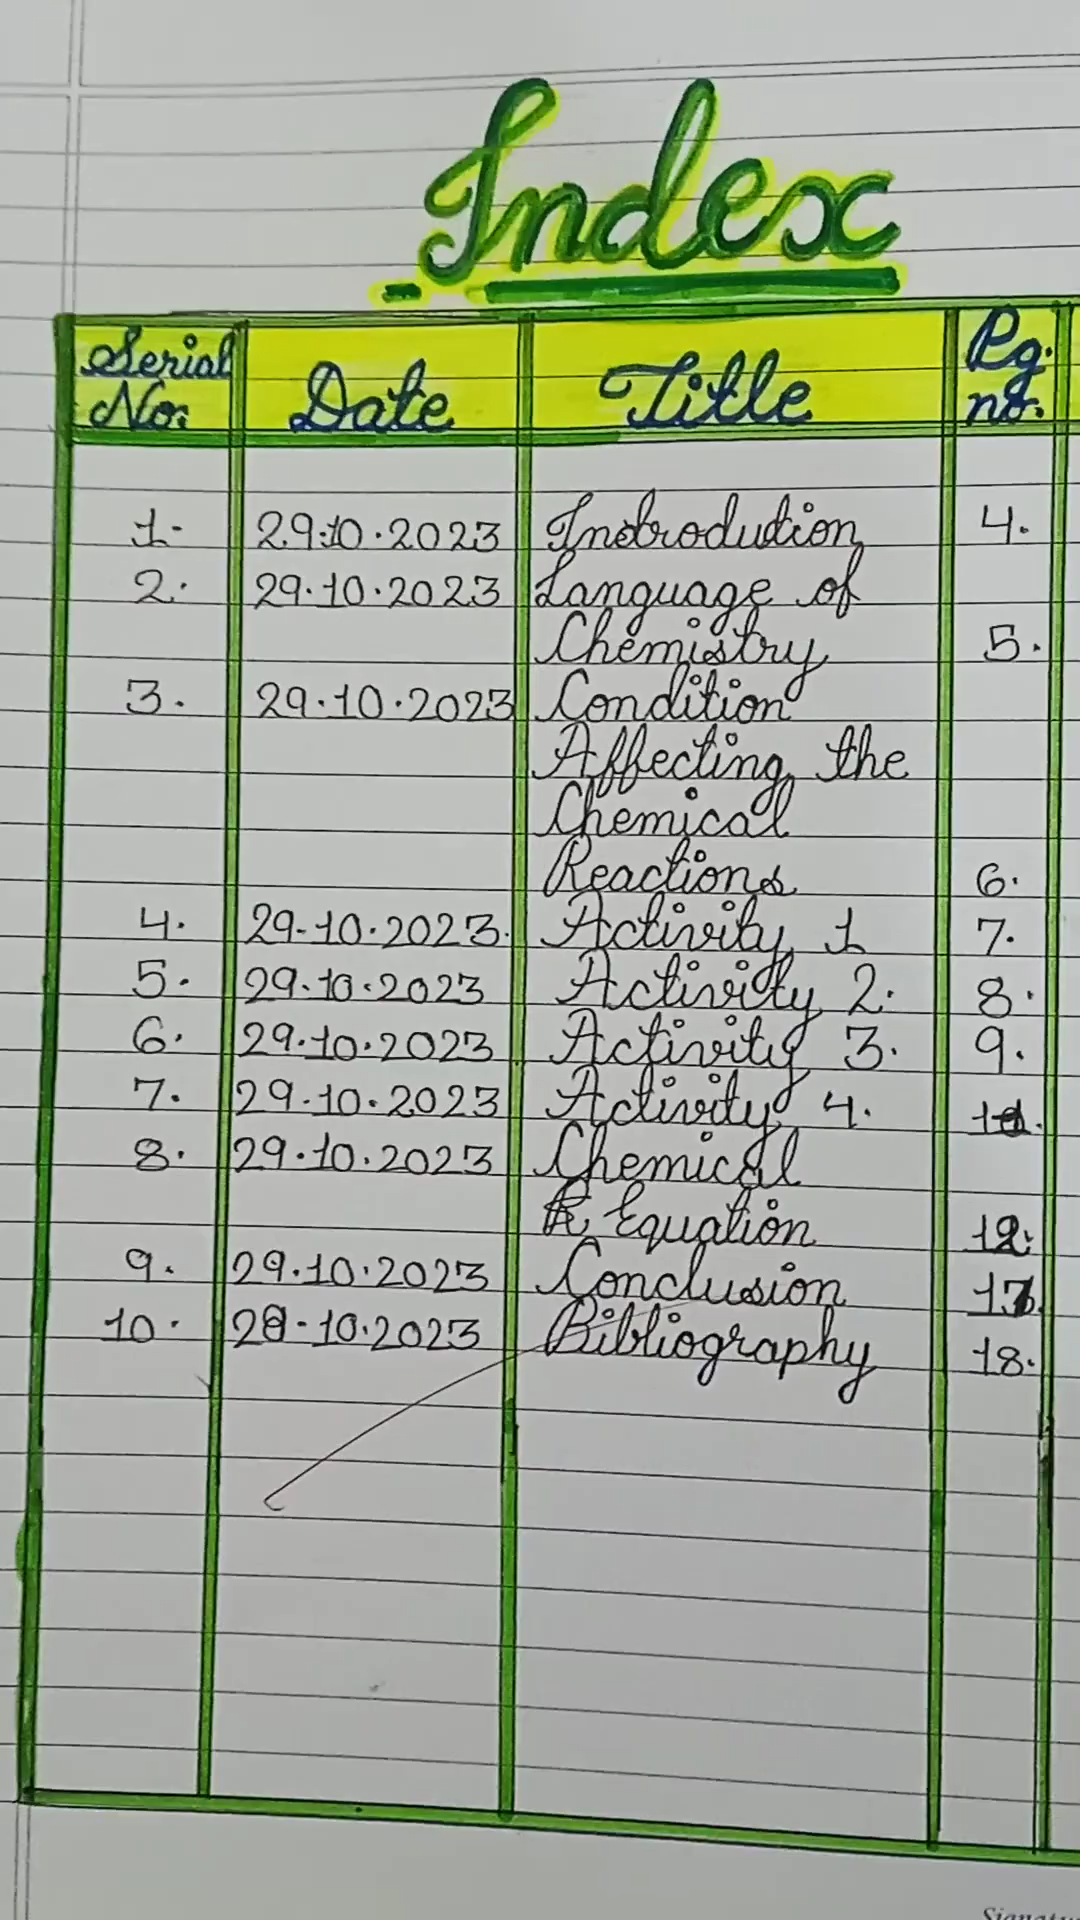 Index
Serial No. Date Title Pg. no.
1. 29.10.2023 Introdution 4.
2. 29.10.2023 Language of
Chemistry 5.
3. 29.10.2023 Condition
Affecting the
Chemical
Reactions 6.
4. 29-10.2023. Activity 1 7.
5. 29.10.2023 Activity 2. 8.
6. 29.10.2023 Activity 3. 9.
7. 29.10.2023 Activity 4.
8. 29.10.2023 Chemical
Equation 12.
9. 29.10.2023 Conclusion 17.
10. 10.2023 Bibliography 18.